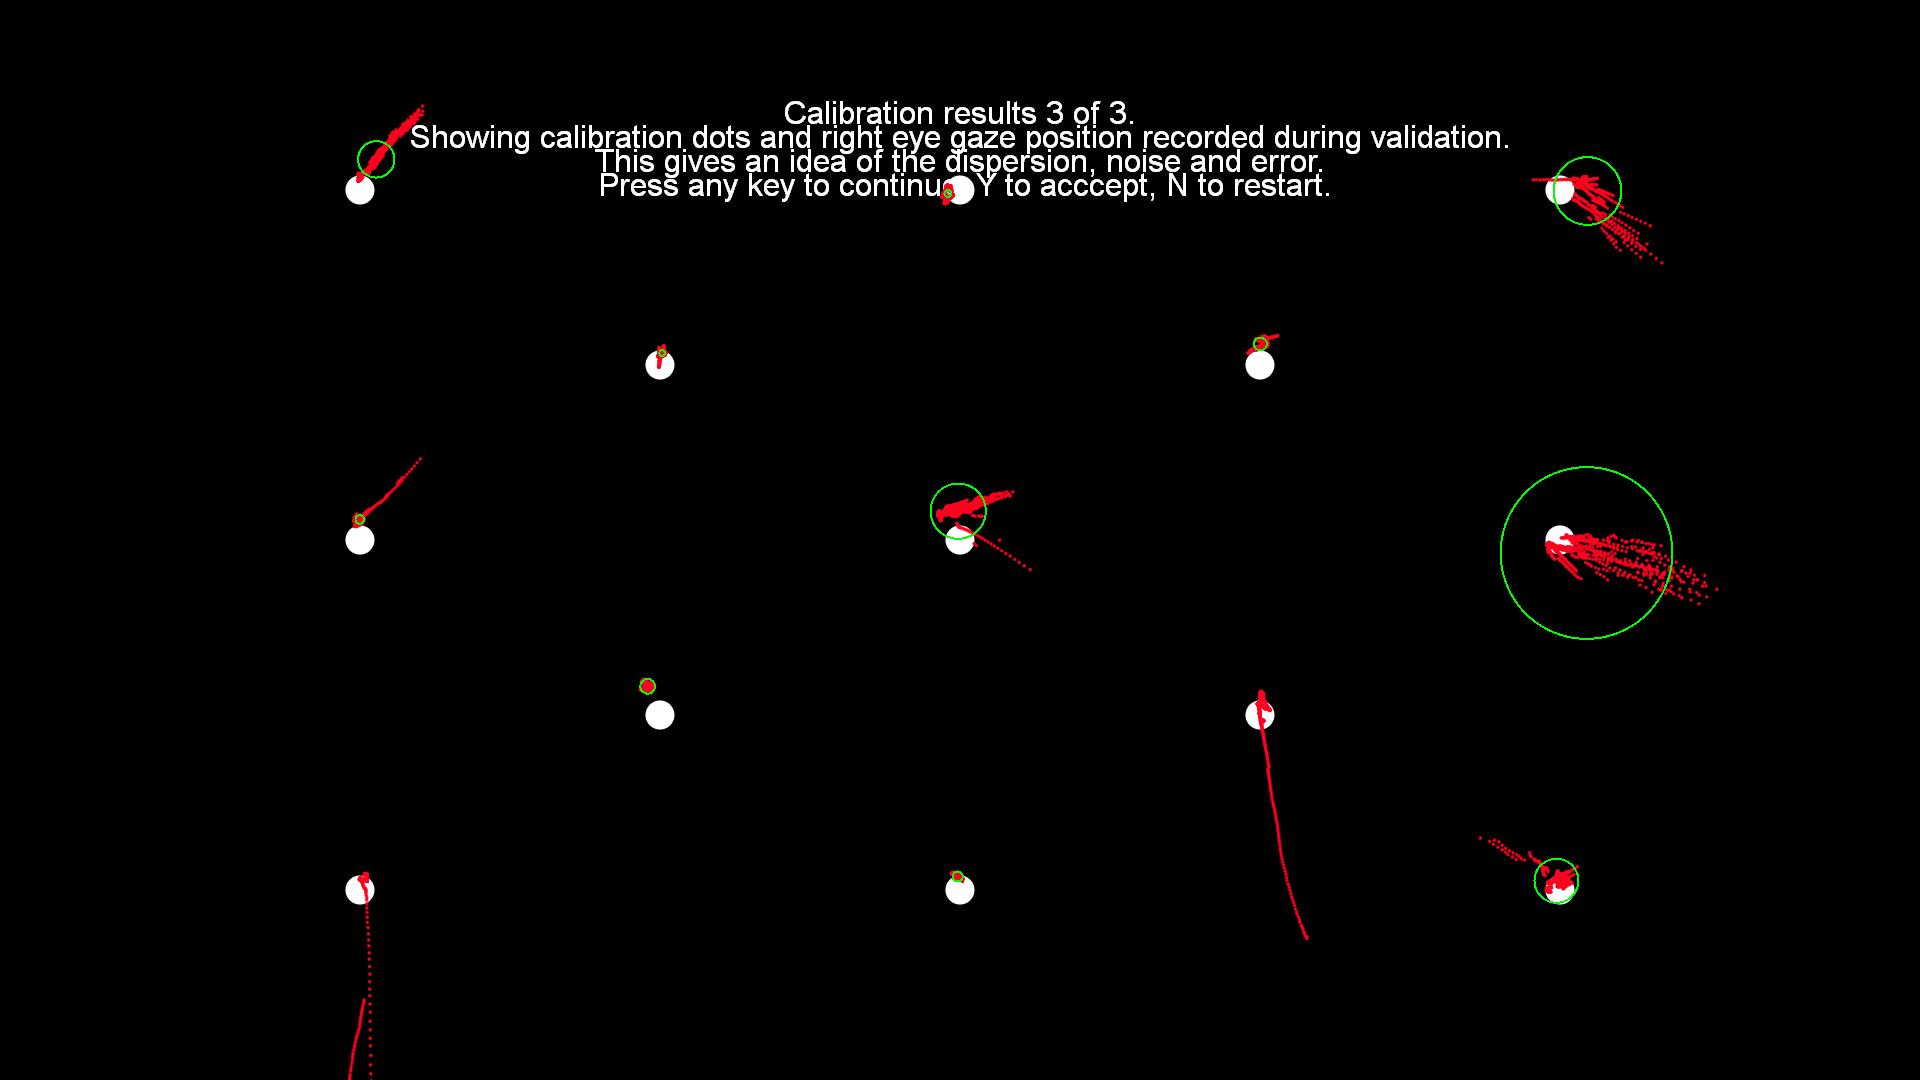 Calibration results 3 of 3.
Showing calibration dots and right eye gaze position recorded during validation.
This gives an idea of the dispersion, noise and error.
Press any key to continue Y to acccept, N to restart.